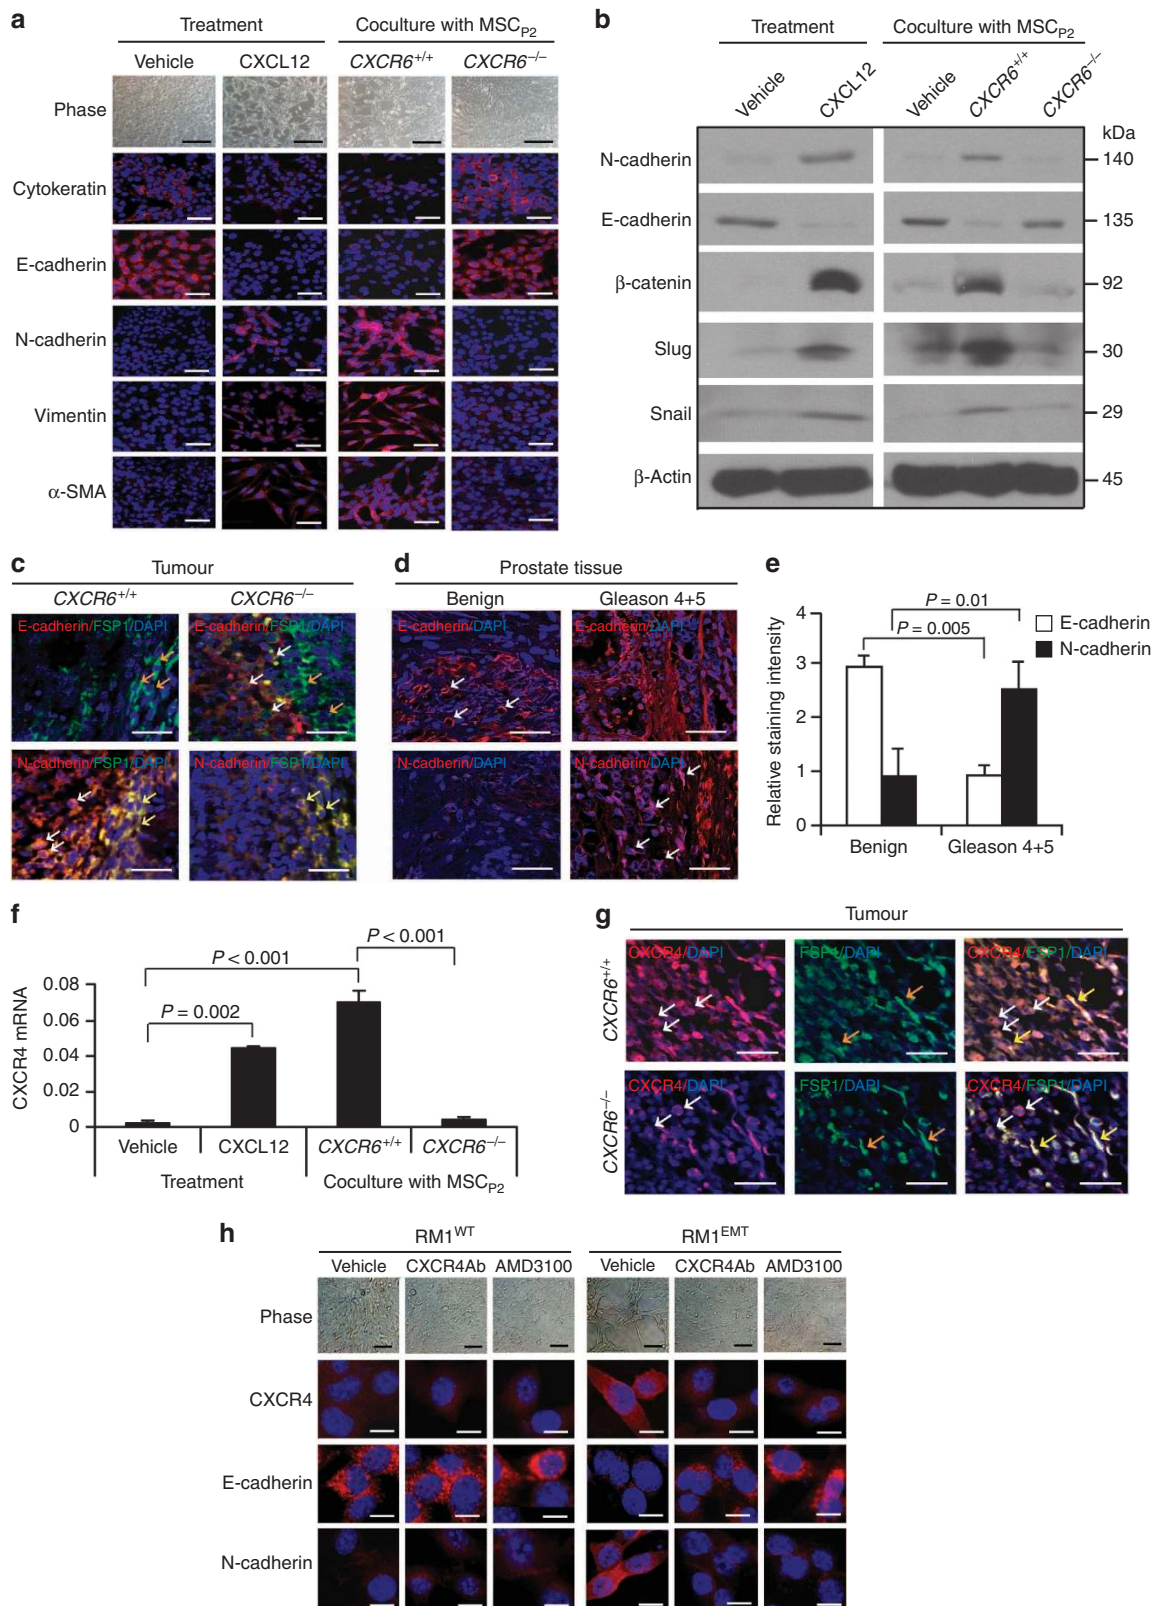 a
Treatment
Coculture with MSCP2
Vehicle
CXCL12
CXCR6+/+
CXCR6−/−
Phase
Cytokeratin
E-cadherin
N-cadherin
Vimentin
α-SMA
b
Treatment
Coculture with MSCP2
Vehicle
CXCL12
Vehicle
CXCR6+/+
CXCR6−/−
kDa
N-cadherin
140
E-cadherin
135
β-catenin
92
Slug
30
Snail
29
β-Actin
45
c
Tumour
CXCR6+/+
CXCR6−/−
E-cadherin/FSP1/DAPI
E-cadherin/FSP1/DAPI
N-cadherin/FSP1/DAPI
N-cadherin/FSP1/DAPI
d
Prostate tissue
Benign
Gleason 4+5
E-cadherin/DAPI
E-cadherin/DAPI
N-cadherin/DAPI
N-cadherin/DAPI
e
P = 0.01
P = 0.005
E-cadherin
N-cadherin
Relative staining intensity
4
3
2
1
0
Benign
Gleason 4+5
f
P < 0.001
P < 0.001
P = 0.002
CXCR4 mRNA
0.08
0.06
0.04
0.02
0
Vehicle
CXCL12
CXCR6+/+
CXCR6−/−
Treatment
Coculture with MSCP2
g
Tumour
CXCR6+/+
CXCR4/DAPI
FSP1/DAPI
CXCR4/FSP1/DAPI
CXCR6−/−
CXCR4/DAPI
FSP1/DAPI
CXCR4/FSP1/DAPI
h
RM1WT
RM1EMT
Vehicle
CXCR4Ab
AMD3100
Vehicle
CXCR4Ab
AMD3100
Phase
CXCR4
E-cadherin
N-cadherin